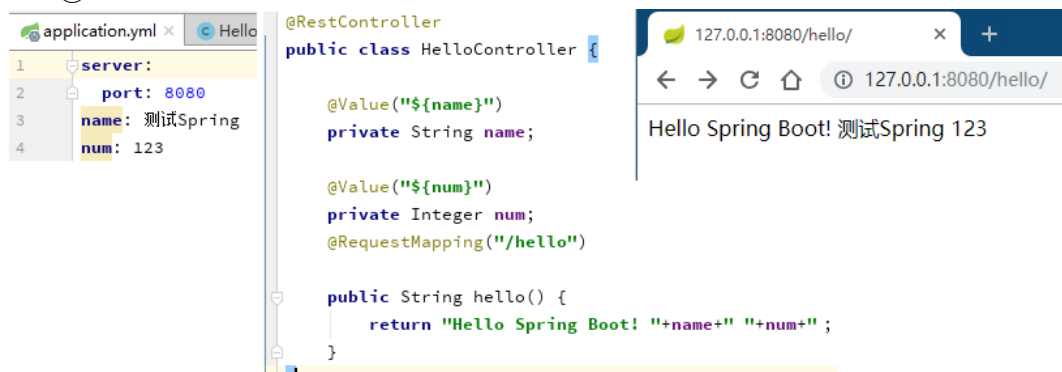 application.yml
Hello
1 server:
2 port: 8080
3 name: 测试Spring
4 num: 123
@RestController
public class HelloController {
@Value("${name}")
private String name;
@Value("${num}")
private Integer num;
@RequestMapping("/hello")
public String hello() {
return "Hello Spring Boot! "+name+" "+num+" ;
}
127.0.0.1:8080/hello/
127.0.0.1:8080/hello/
Hello Spring Boot! 测试Spring 123